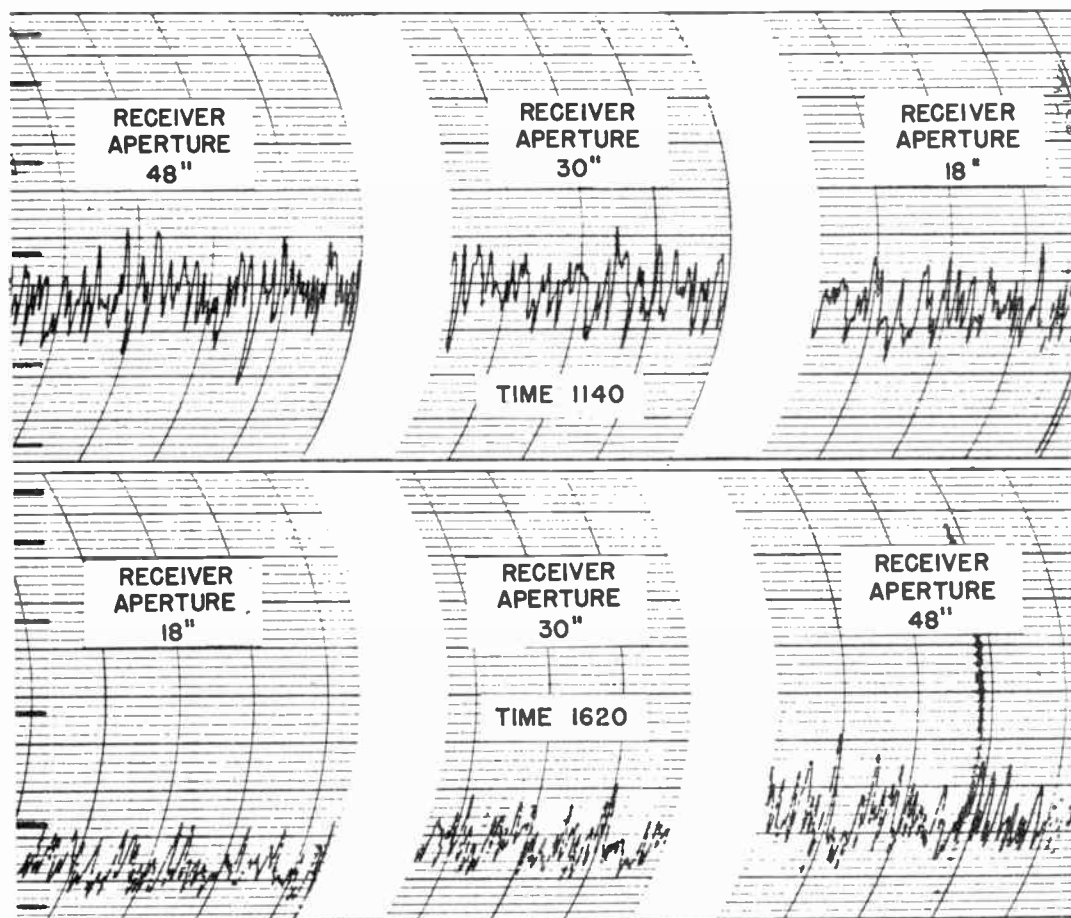 RECEIVER
APERTURE
48"
RECEIVER
APERTURE
30"
RECEIVER
APERTURE
18"
TIME 1140
RECEIVER
APERTURE
18"
RECEIVER
APERTURE
30"
RECEIVER
APERTURE
48"
TIME 1620